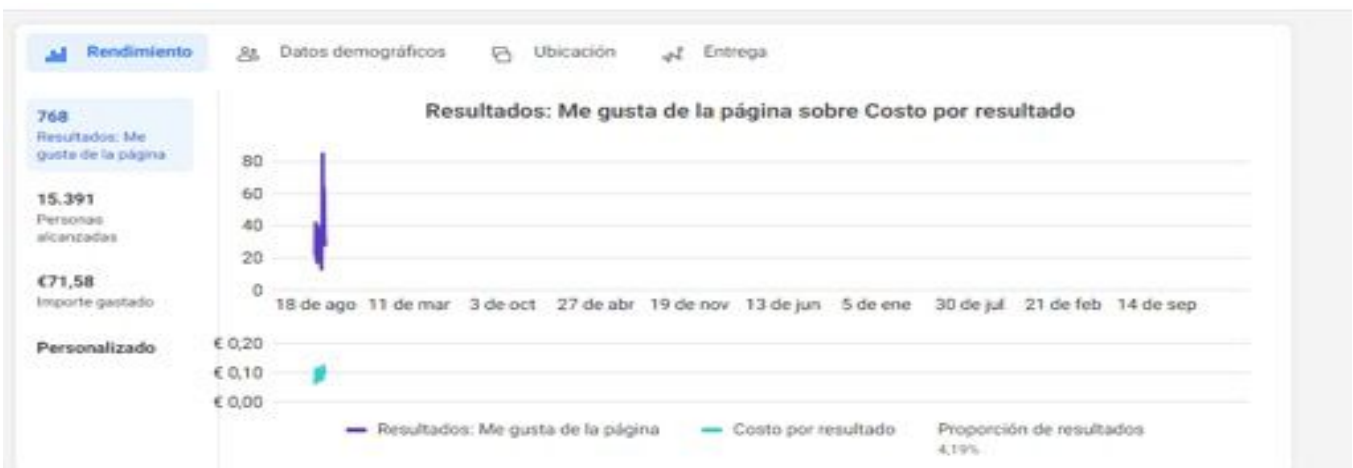 Rendimiento
Datos demográficos
Ubicación
Entrega
768
Resultados: Me
gusta de la página
15.391
Personas
alcanzadas
€71,58
Importe gastado
Personalizado
Resultados: Me gusta de la página sobre Costo por resultado
80
60
40
20
0
18 de ago 11 de mar 3 de oct 27 de abr 19 de nov 13 de jun 5 de ene 30 de jul 21 de feb 14 de sep
€ 0,20
€ 0,10
€ 0,00
Resultados: Me gusta de la página
Costo por resultado
Proporción de resultados
4,19%